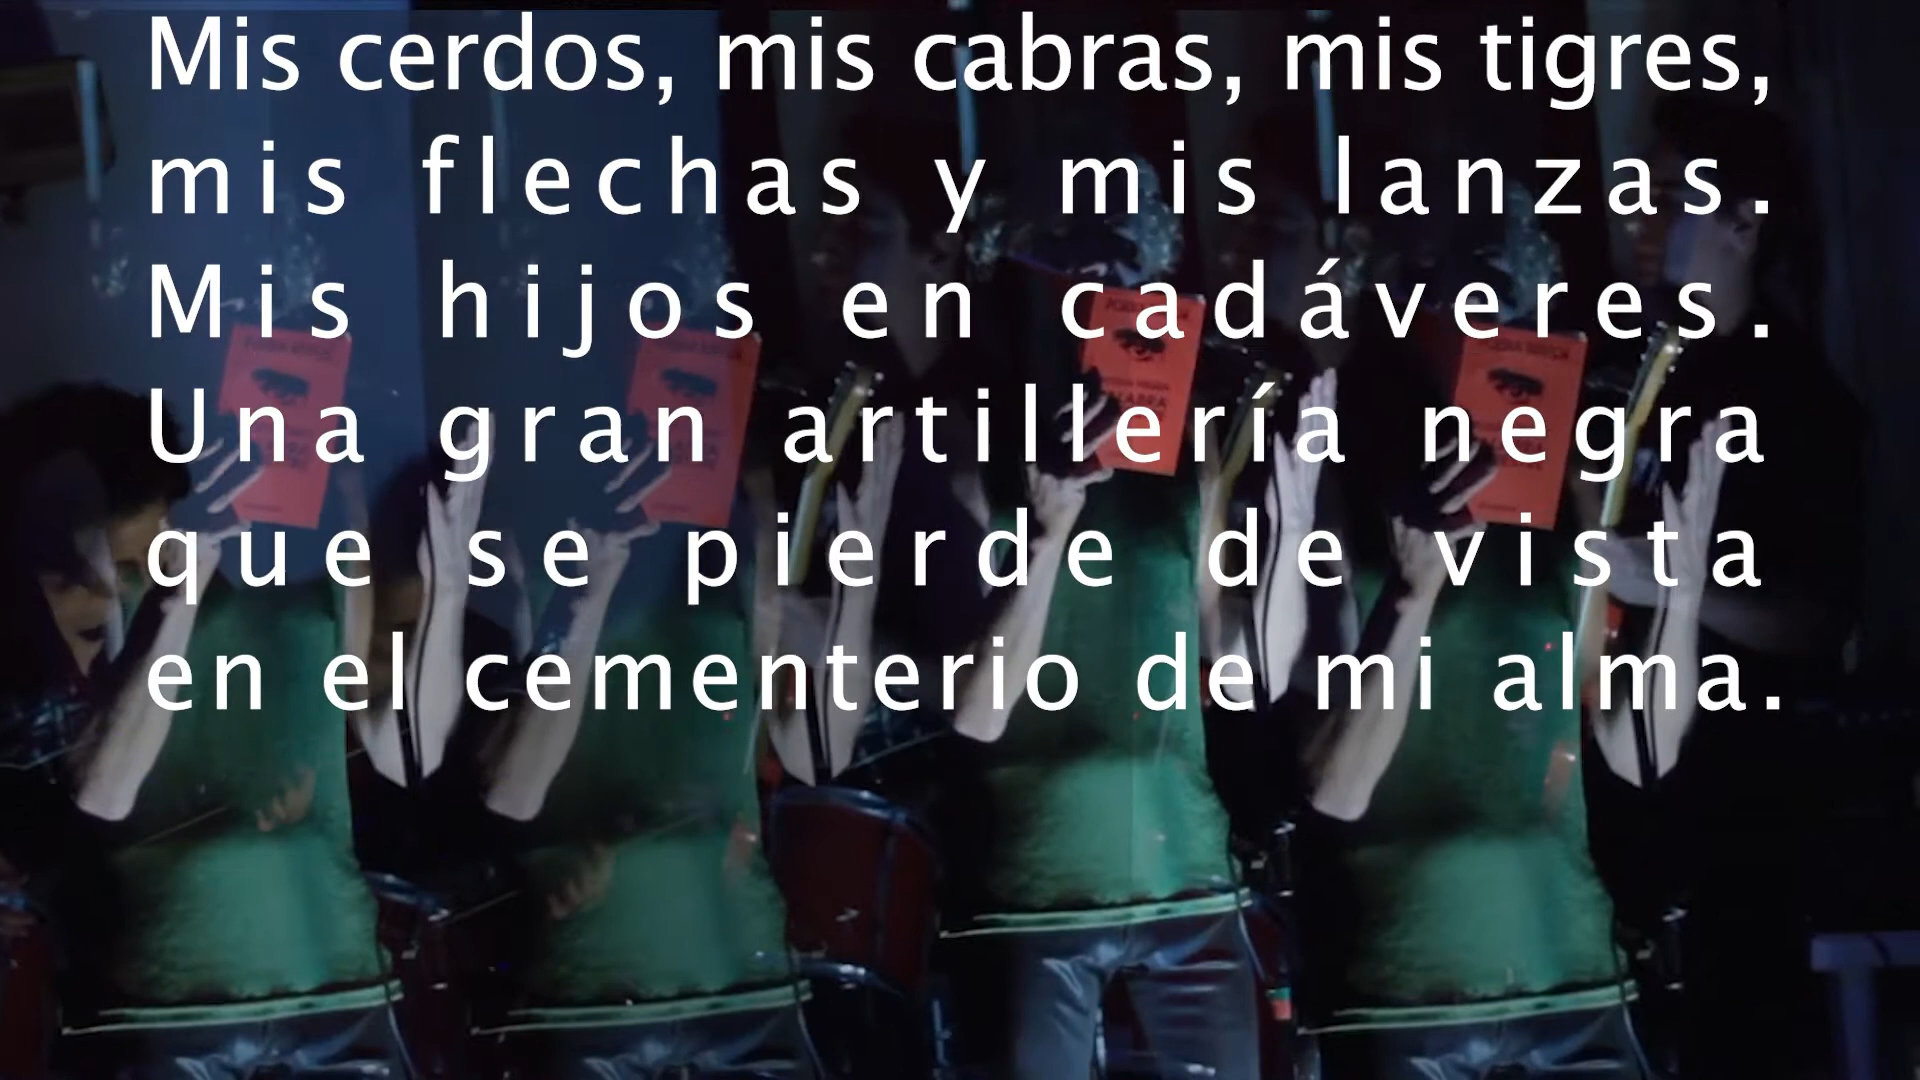 Mis cerdos, mis cabras, mis tigres,
mis flechas y mis lanzas.
Mis hijos en cadáveres.
Una gran artillería negra
que se pierde de vista
en el cementerio de mi alma.